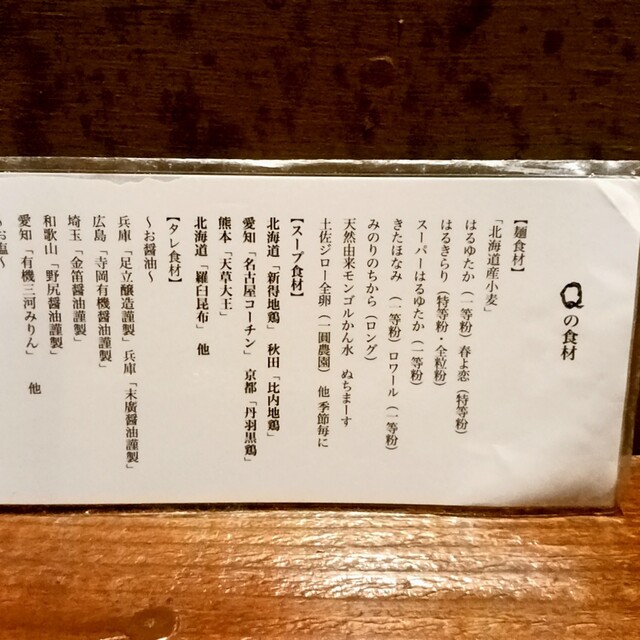 Qの食材
【麺食材】
「北海道産小麦」
はるゆたか（一等粉）春よ恋（特等粉）
はるきらり（特等粉・全粒粉）
スーパーはるゆたか（一等粉）
きたほなみ　（一等粉）ロワール（一等粉）
みのりのちから（ロング）
天然由来モンゴルかん水　ぬちまーす
土佐ジロー全卵（一圓農園）　他 季節毎に
【スープ食材】
北海道「新得地鶏」　秋田「比内地鶏」
愛知「名古屋コーチン」　京都「丹羽黒鶏」
熊本「天草大王」
北海道「羅臼昆布」　他
【タレ食材】
〜お醤油〜
兵庫「足立醸造謹製」兵庫「末廣醤油謹製」
広島「寺岡有機醤油謹製」
埼玉「金笛醤油謹製」
和歌山「野尻醤油謹製」
愛知「有機三河みりん」　他
〜お塩〜